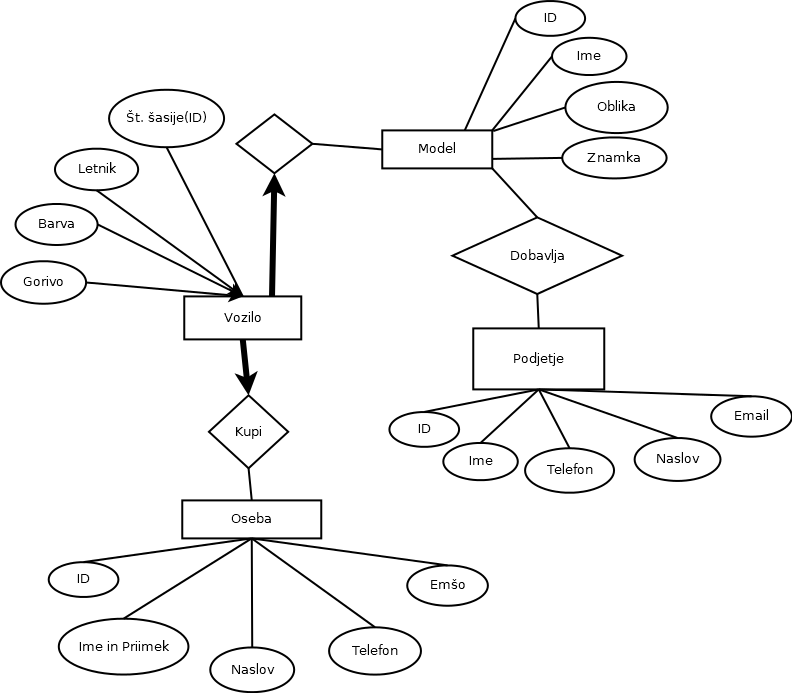 ID
Ime
Oblika
Znamka
Model
Št. šasije(ID)
Letnik
Barva
Gorivo
Vozilo
Dobavlja
Podjetje
ID
Ime
Telefon
Naslov
Email
Kupi
Oseba
ID
Ime in Priimek
Naslov
Telefon
Emšo